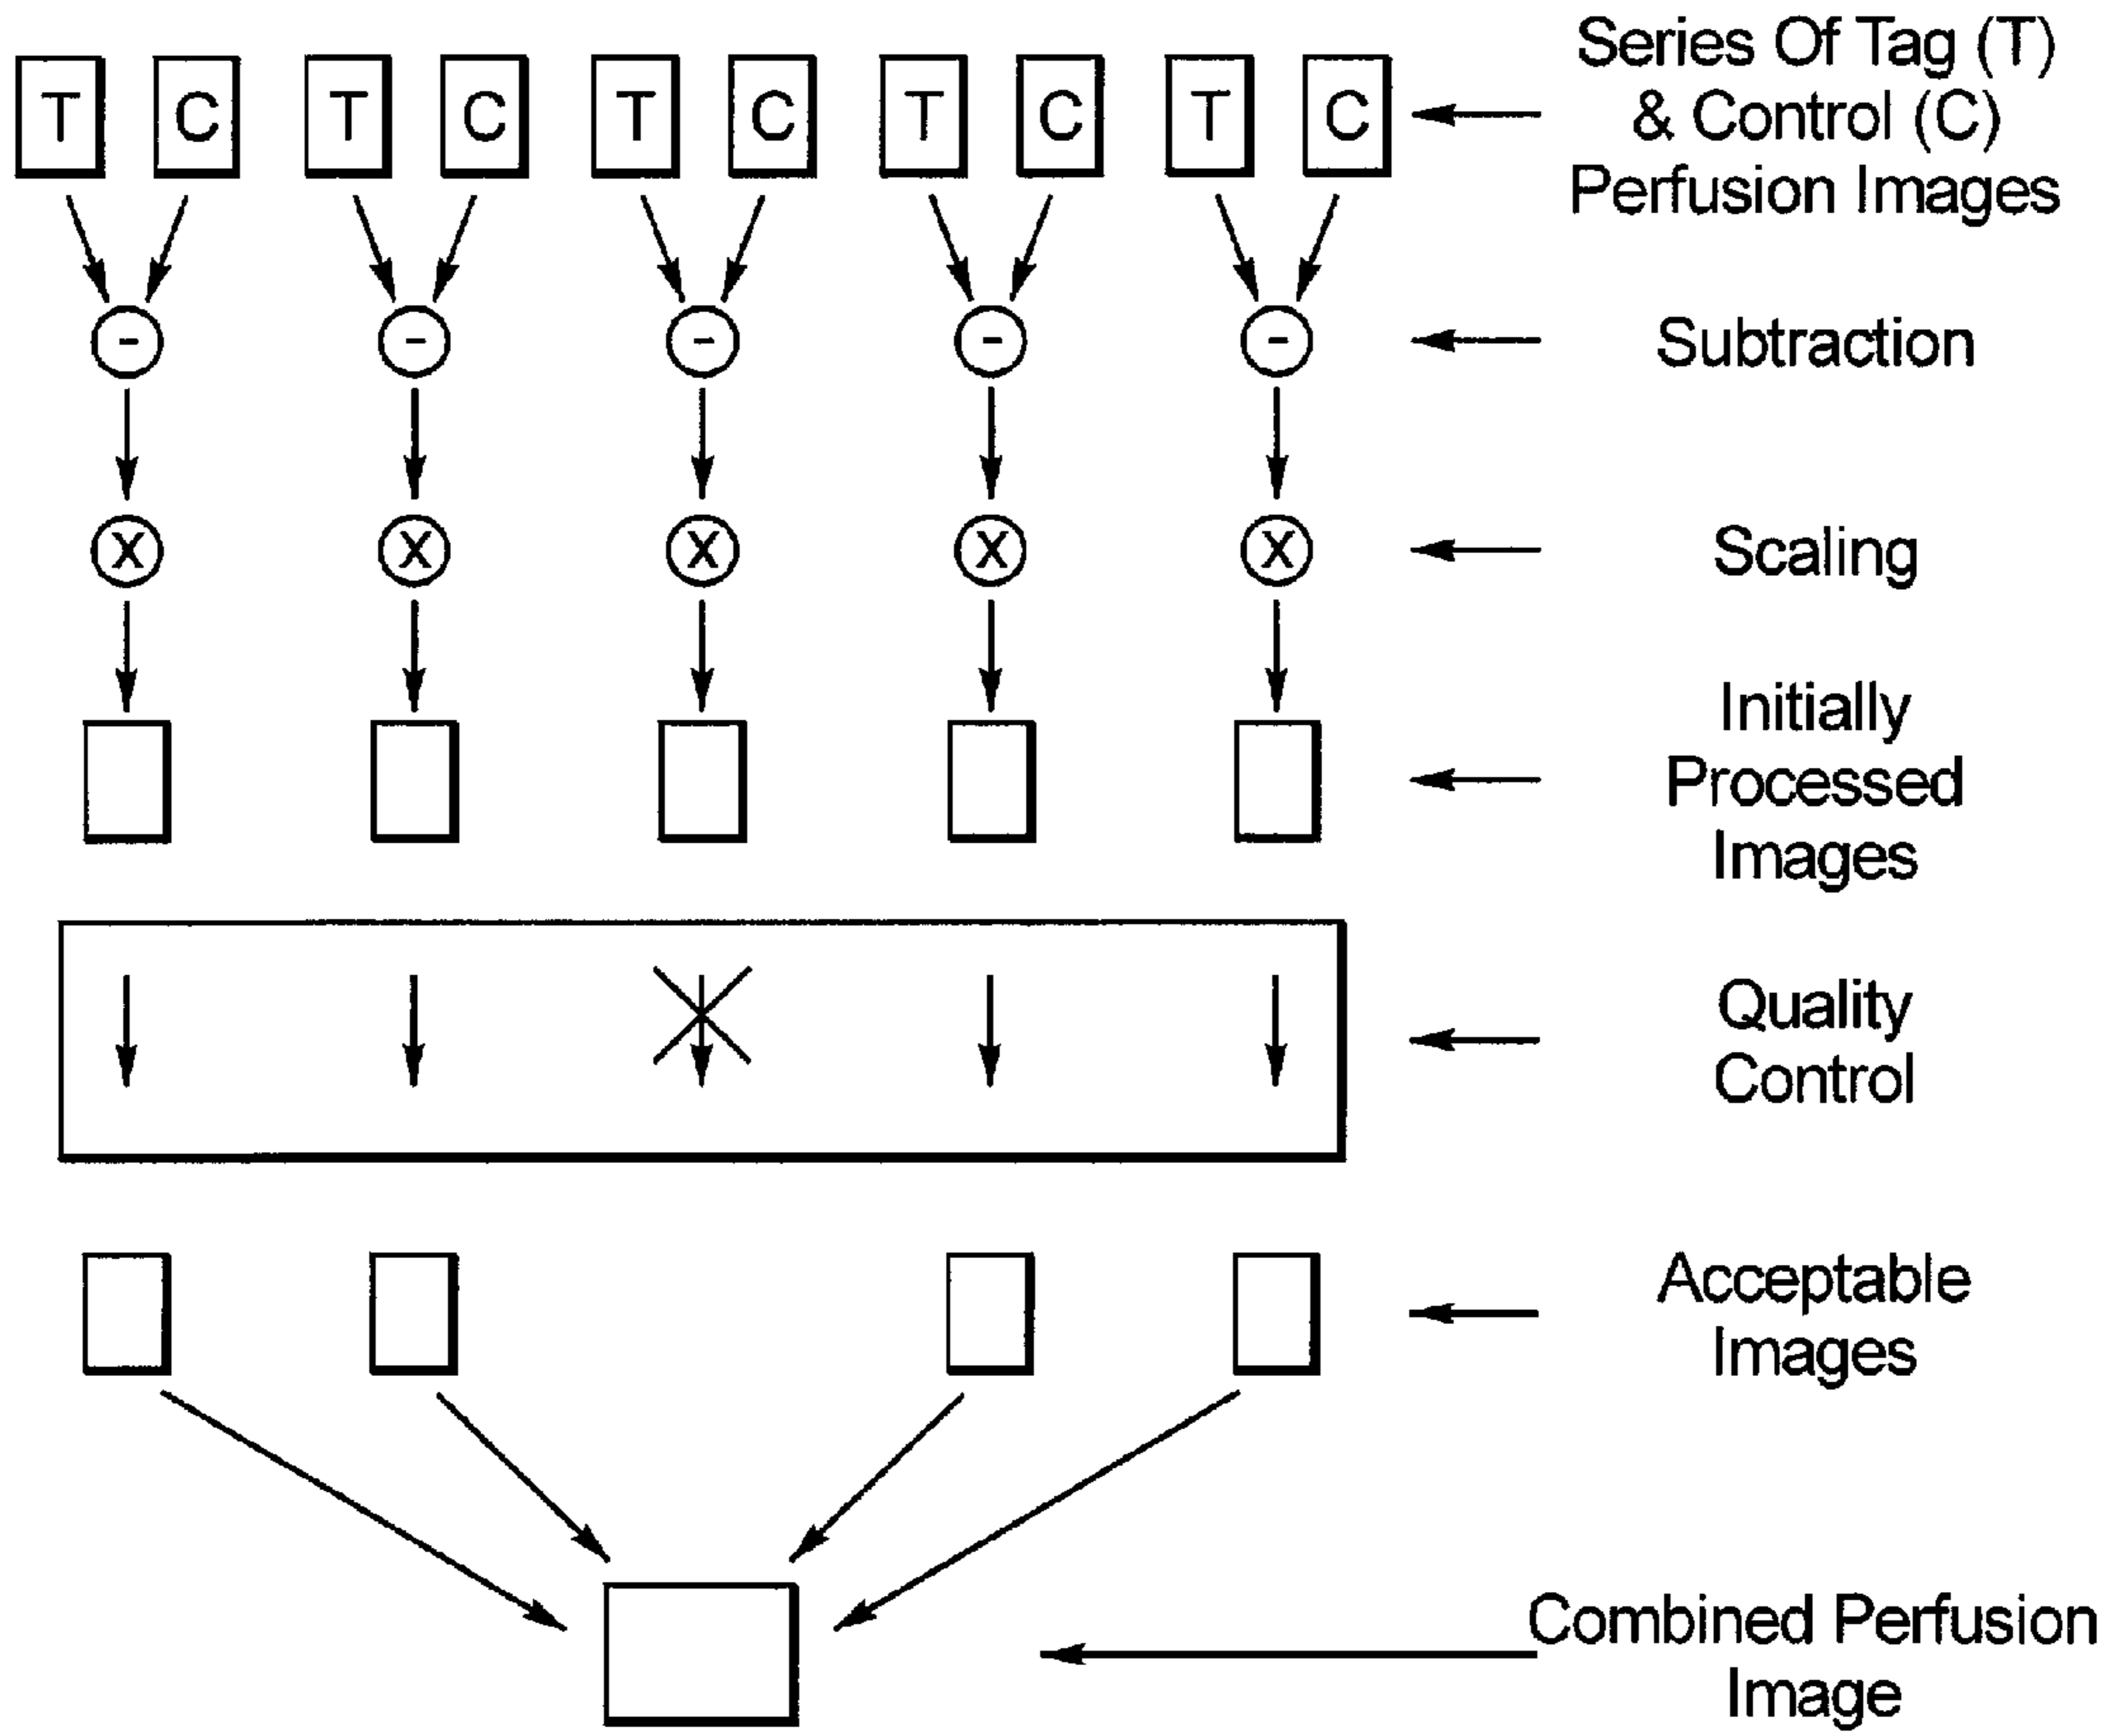 T C T C T C T C T C
Series Of Tag (T)
& Control (C)
Perfusion Images
- - - - -
Subtraction
X X X X X
Scaling
Initially
Processed
Images
Quality
Control
Acceptable
Images
Combined Perfusion
Image